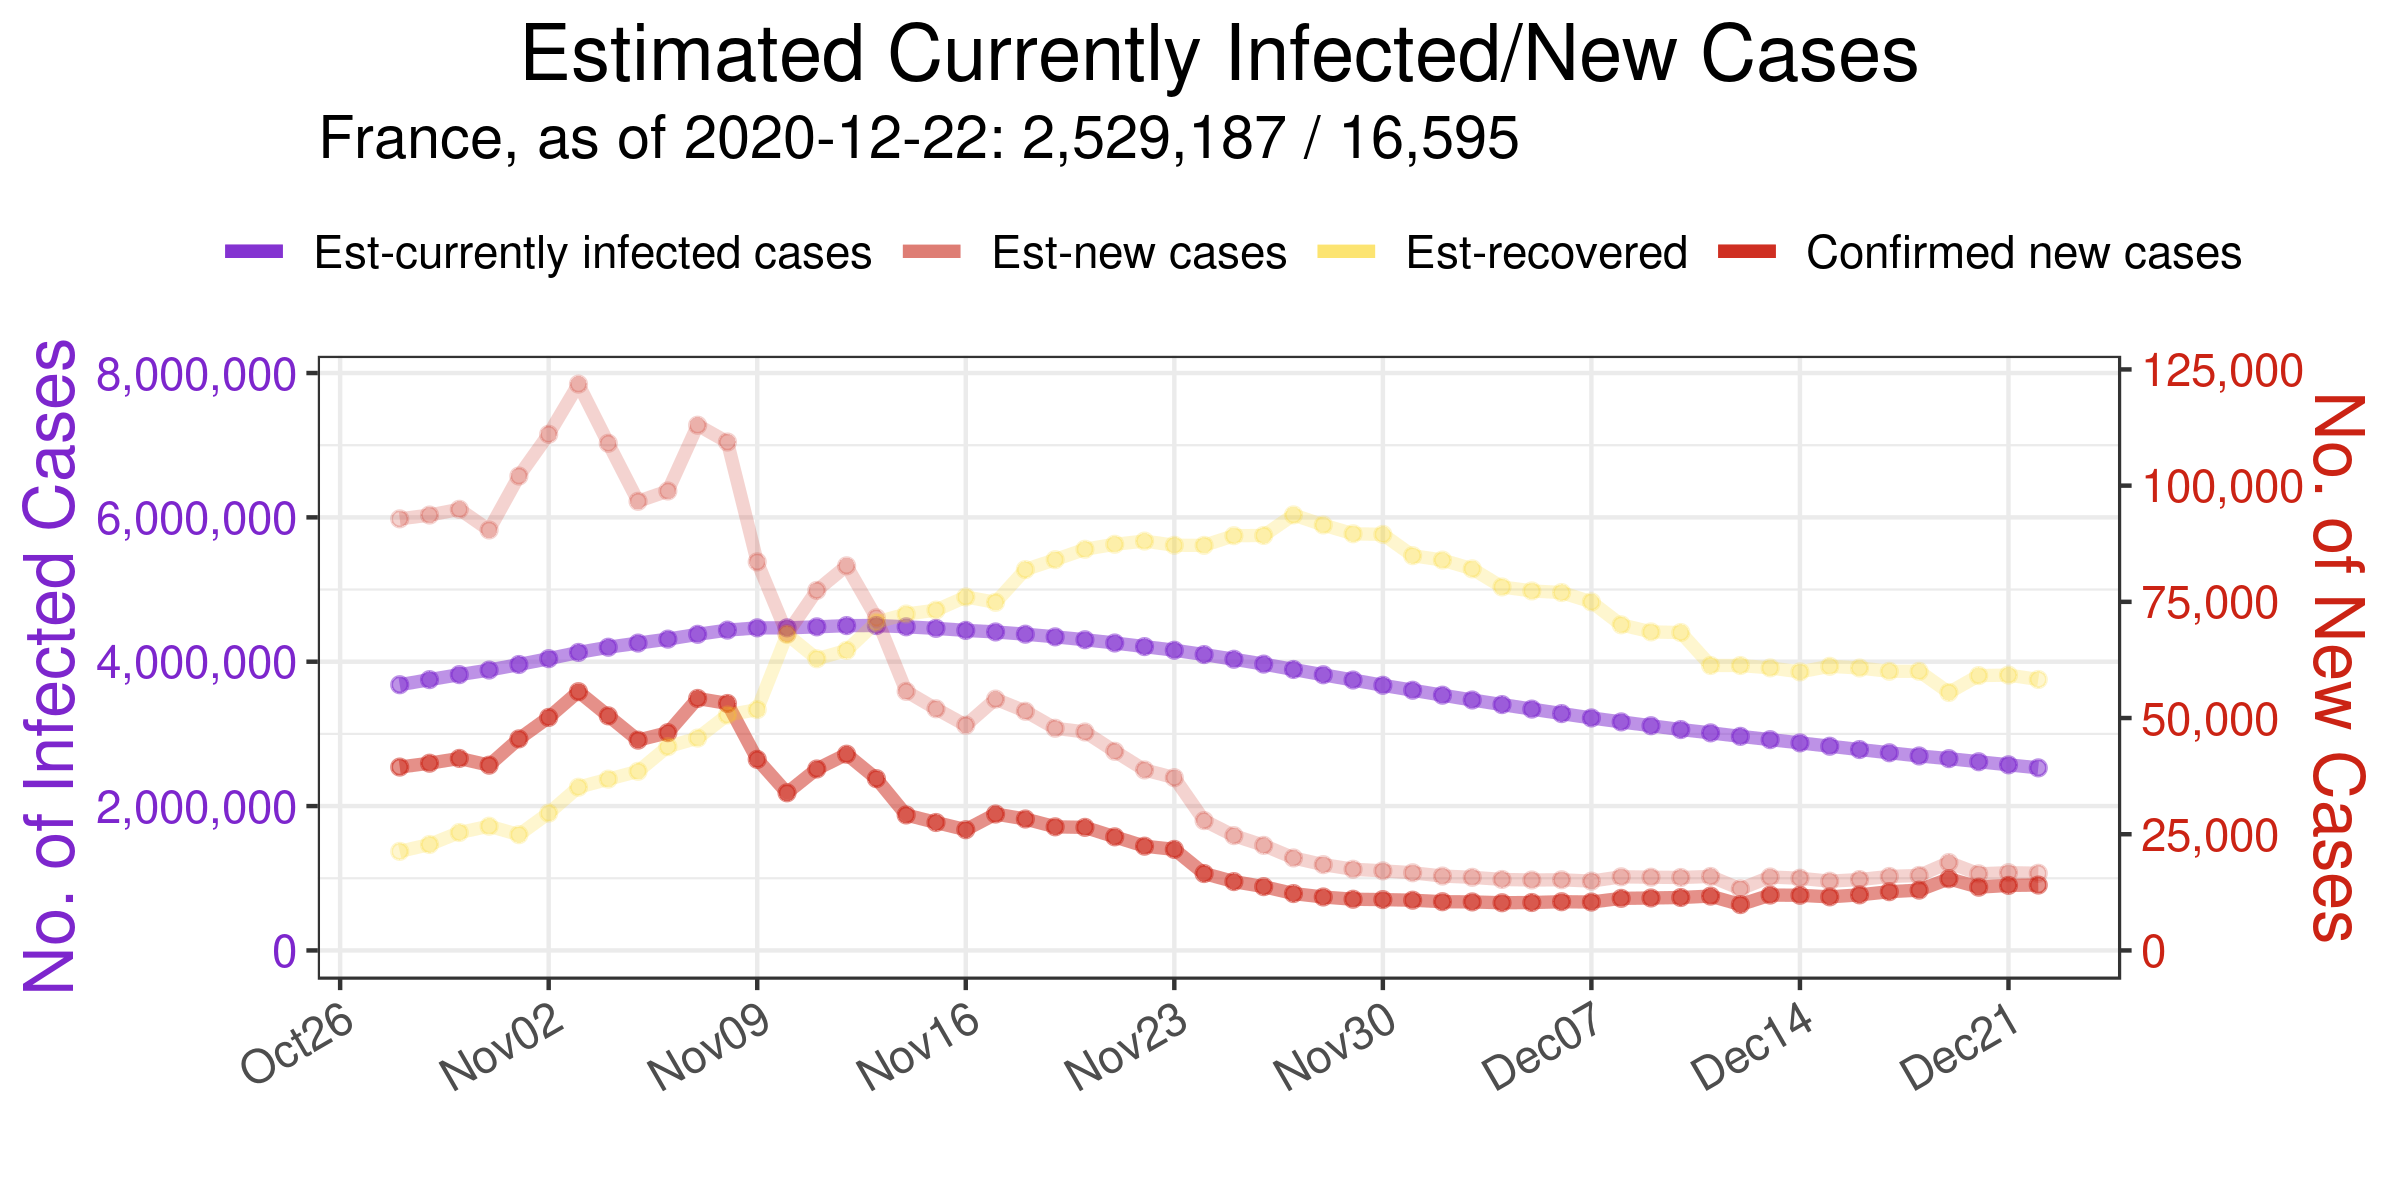 Estimated Currently Infected/New Cases
France, as of 2020-12-22: 2,529,187 / 16,595
Est-currently infected cases Est-new cases Est-recovered Confirmed new cases
No. of Infected Cases
8,000,000
6,000,000
4,000,000
2,000,000
0
125,000
100,000
75,000
50,000
25,000
0
No. of New Cases
Oct26 Nov02 Nov09 Nov16 Nov23 Nov30 Dec07 Dec14 Dec21